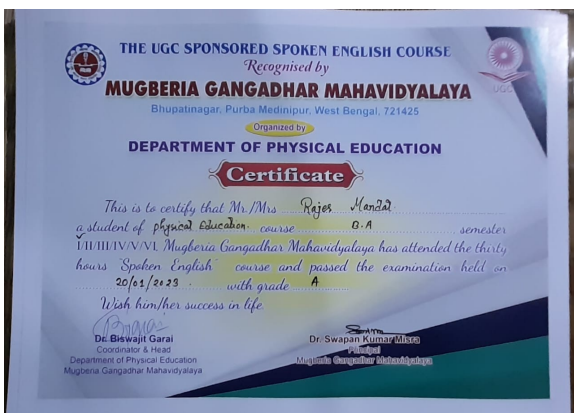 THE UGC SPONSORED SPOKEN ENGLISH COURSE
Recognised by
MUGBERIA GANGADHAR MAHAVIDYALAYA
Bhupatinagar, Purba Medinipur, West Bengal, 721425
Organized by
DEPARTMENT OF PHYSICAL EDUCATION
Certificate
This is to certify that Mr./Mrs Rajes Mandal
a student of physical Education course B.A semester
I/II/III/IV/V/VI, Mugberia Gangadhar Mahavidyalaya has attended the thirty
hours "Spoken English" course and passed the examination held on
20/01/2023 with grade A
Wish him/her success in life.
Dr. Biswajit Garai
Coordinator & Head
Department of Physical Education
Mugberia Gangadhar Mahavidyalaya
Dr. Swapan Kumar Misra
Principal
Mugberia Gangadhar Mahavidyalaya
UGC